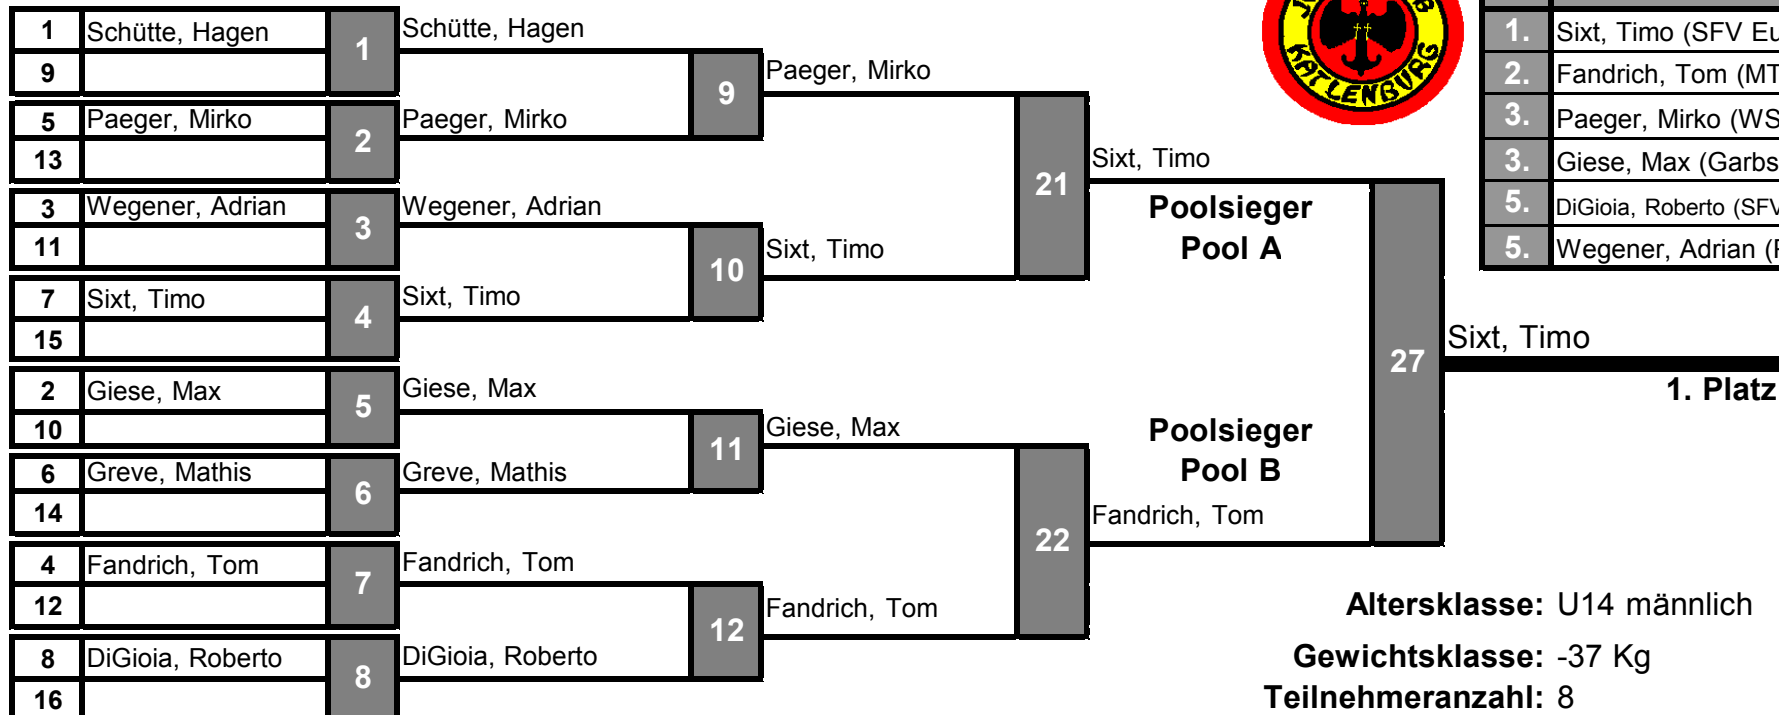 1 Schütte, Hagen
9
1
5 Paeger, Mirko
13
2
3 Wegener, Adrian
11
3
7 Sixt, Timo
15
4
2 Giese, Max
10
5
6 Greve, Mathis
14
6
4 Fandrich, Tom
12
7
8 DiGioia, Roberto
16
8
Schütte, Hagen
Paeger, Mirko
9
Wegener, Adrian
Sixt, Timo
10
Giese, Max
Greve, Mathis
11
Fandrich, Tom
DiGioia, Roberto
12
Paeger, Mirko
Sixt, Timo
21
Giese, Max
Fandrich, Tom
22
Sixt, Timo
Poolsieger
Pool A
Poolsieger
Pool B
Fandrich, Tom
27
Sixt, Timo
1. Platz
KATLENBURG
1. Sixt, Timo (SFV Eu
2. Fandrich, Tom (MT
3. Paeger, Mirko (WS
3. Giese, Max (Garbs
5. DiGioia, Roberto (SFV
5. Wegener, Adrian (
Altersklasse: U14 männlich
Gewichtsklasse: -37 Kg
Teilnehmeranzahl: 8